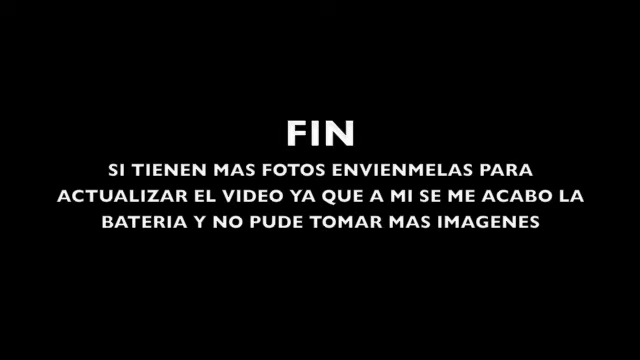 FIN
SI TIENEN MAS FOTOS ENVIENMELAS PARA
ACTUALIZAR EL VIDEO YA QUE A MI SE ME ACABO LA
BATERIA Y NO PUDE TOMAR MAS IMAGENES